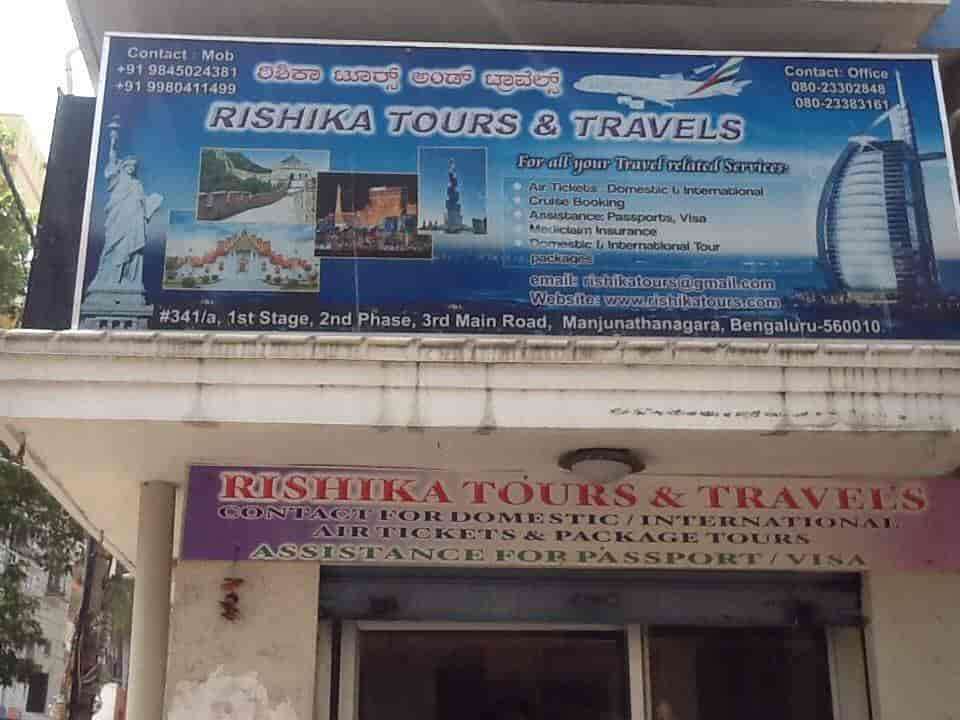 Contact : Mob
+91 9845024381
+91 9980411499
ರಿಶಿಕಾ ಟೂರ್ಸ್ ಅಂಡ್ ಟ್ರಾವಲ್ಸ್
Contact: Office
080-23302848
080-23383161
RISHIKA TOURS & TRAVELS
For all your Travel related Services:
Air Tickets: Domestic & International
Cruise Booking
Assistance: Passports, Visa
Mediclaim Insurance
Domestic & International Tour
packages
email: rishikatours@gmail.com
Website: www.rishikatours.com
#341/a, 1st Stage, 2nd Phase, 3rd Main Road, Manjunathanagara, Bengaluru-560010
RISHIKA TOURS & TRAVELS
CONTACT FOR DOMESTIC / INTERNATIONAL
AIR TICKETS & PACKAGE TOURS
ASSISTANCE FOR PASSPORT / VISA